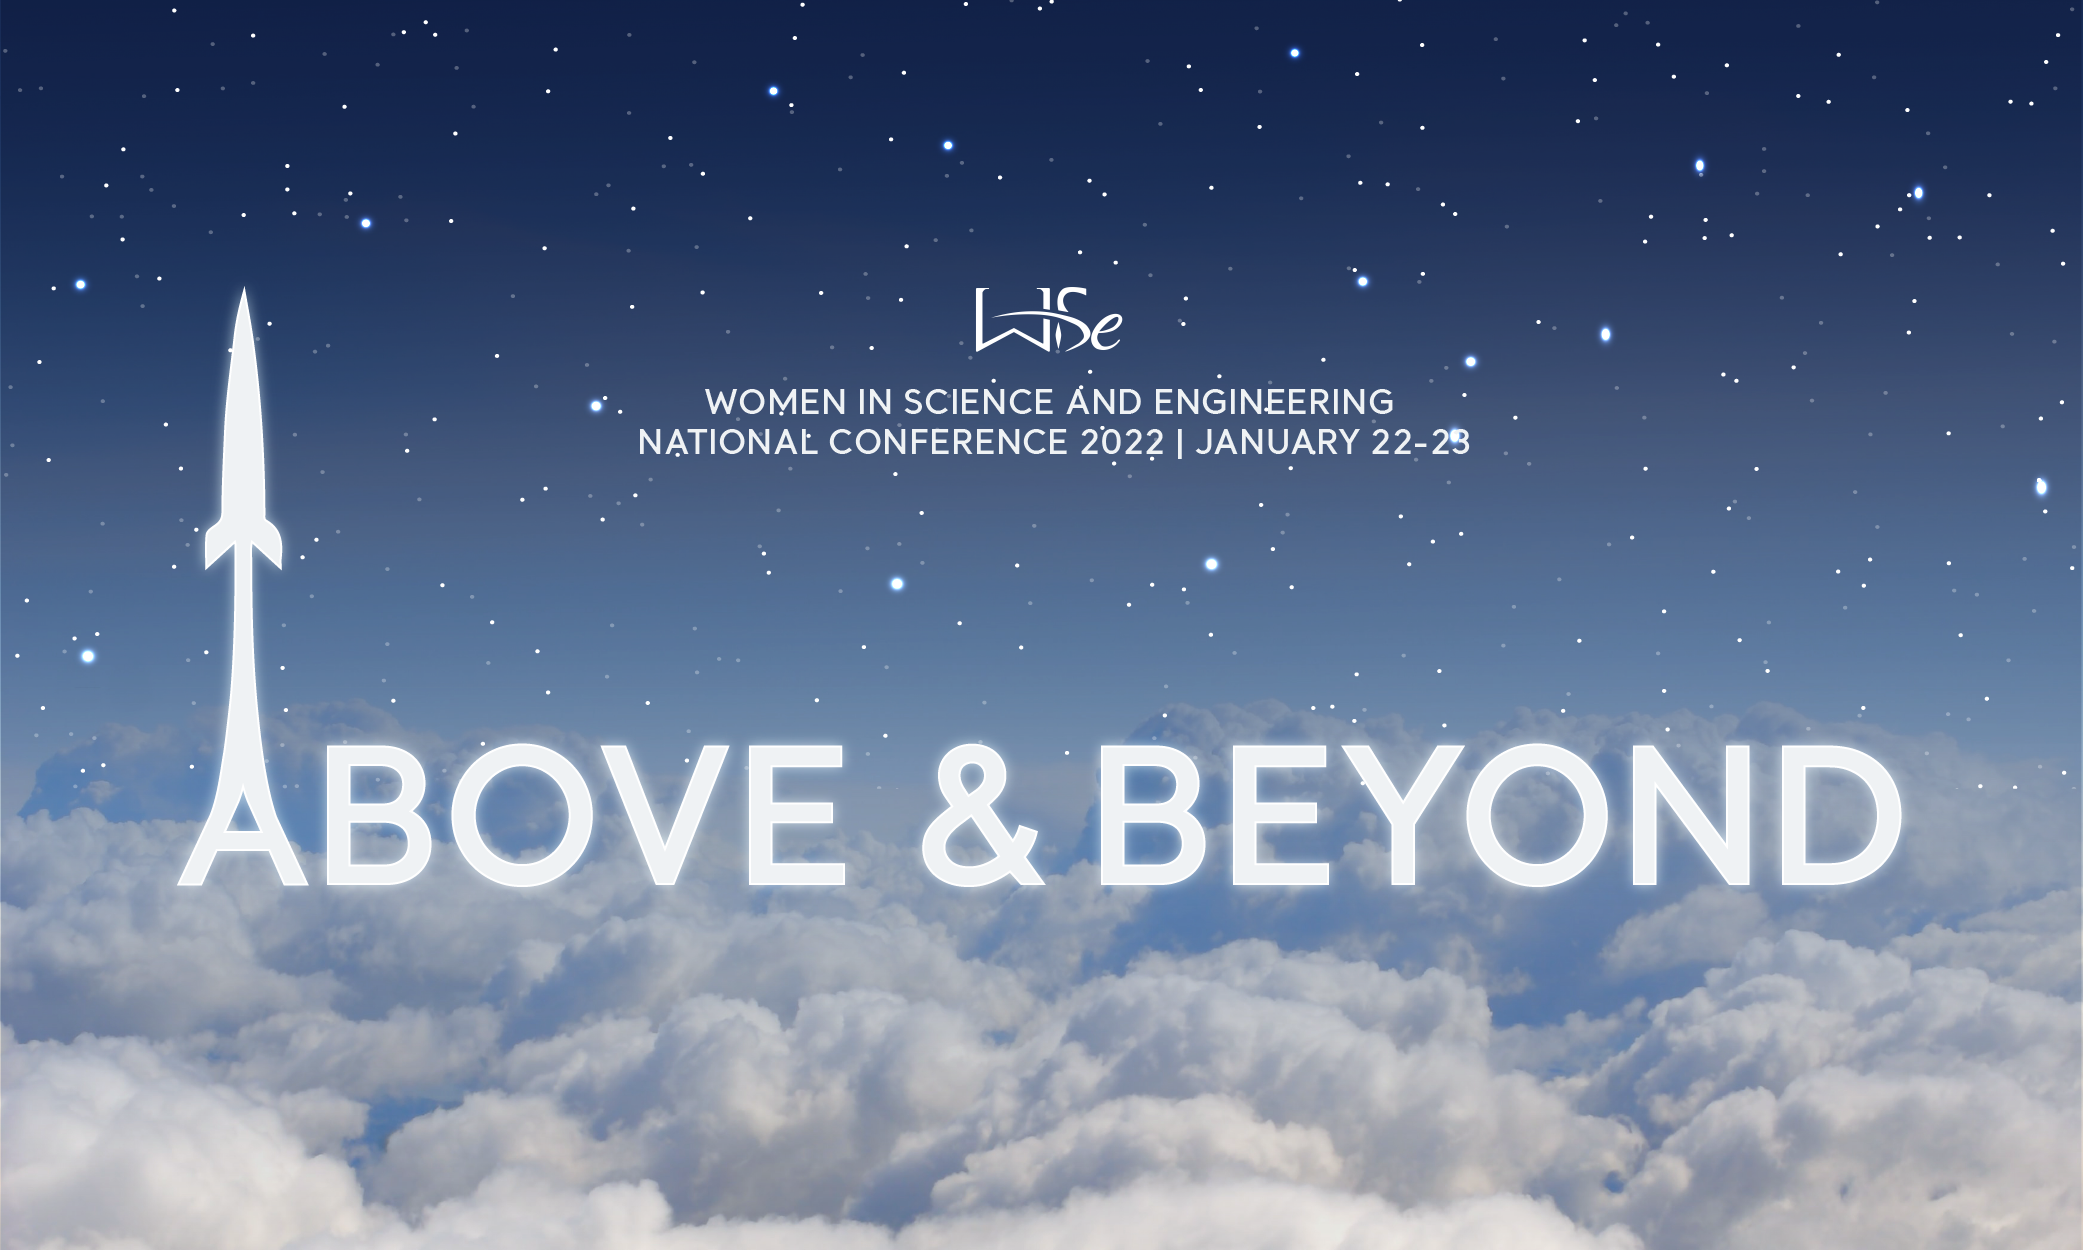 WISe
WOMEN IN SCIENCE AND ENGINEERING
NATIONAL CONFERENCE 2022 | JANUARY 22-23
ABOVE & BEYOND